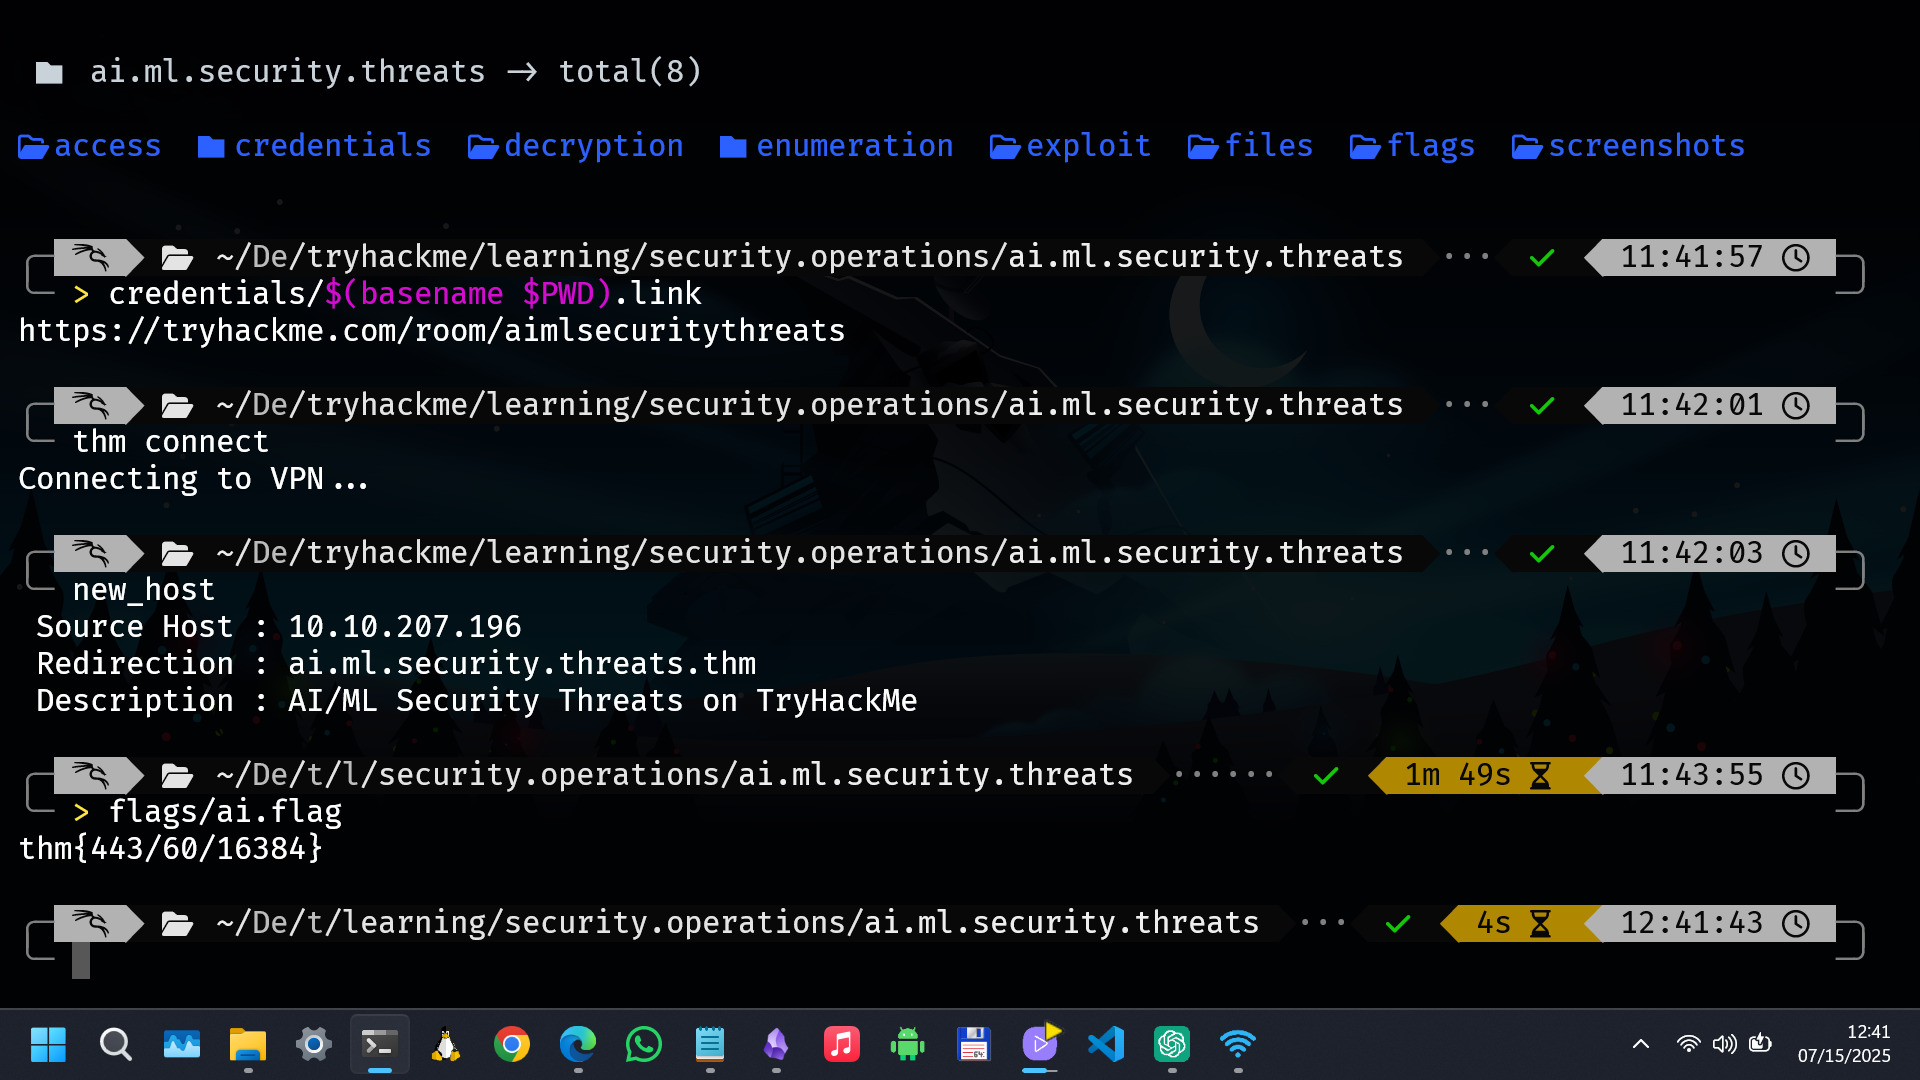 ai.ml.security.threats → total(8)
access credentials decryption enumeration exploit files flags screenshots
~/De/tryhackme/learning/security.operations/ai.ml.security.threats ··· ✓ 11:41:57
> credentials/$(basename $PWD).link
https://tryhackme.com/room/aimlsecuritythreats
~/De/tryhackme/learning/security.operations/ai.ml.security.threats ··· ✓ 11:42:01
thm connect
Connecting to VPN...
~/De/tryhackme/learning/security.operations/ai.ml.security.threats ··· ✓ 11:42:03
new_host
Source Host : 10.10.207.196
Redirection : ai.ml.security.threats.thm
Description : AI/ML Security Threats on TryHackMe
~/De/t/l/security.operations/ai.ml.security.threats ······ ✓ 1m 49s 11:43:55
> flags/ai.flag
thm{443/60/16384}
~/De/t/learning/security.operations/ai.ml.security.threats ··· ✓ 4s 12:41:43
64
12:41
07/15/2025